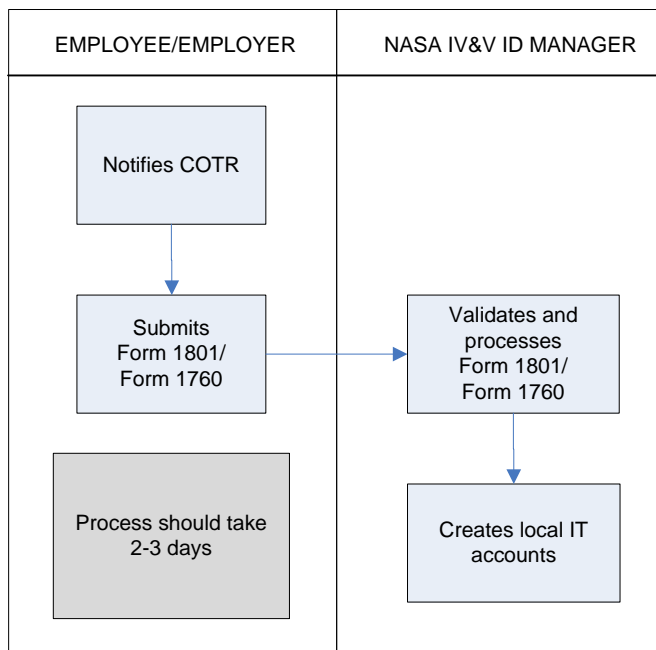 EMPLOYEE/EMPLOYER
NASA IV&V ID MANAGER
Notifies COTR
Submits
Form 1801/
Form 1760
Validates and
processes
Form 1801/
Form 1760
Process should take
2-3 days
Creates local IT
accounts